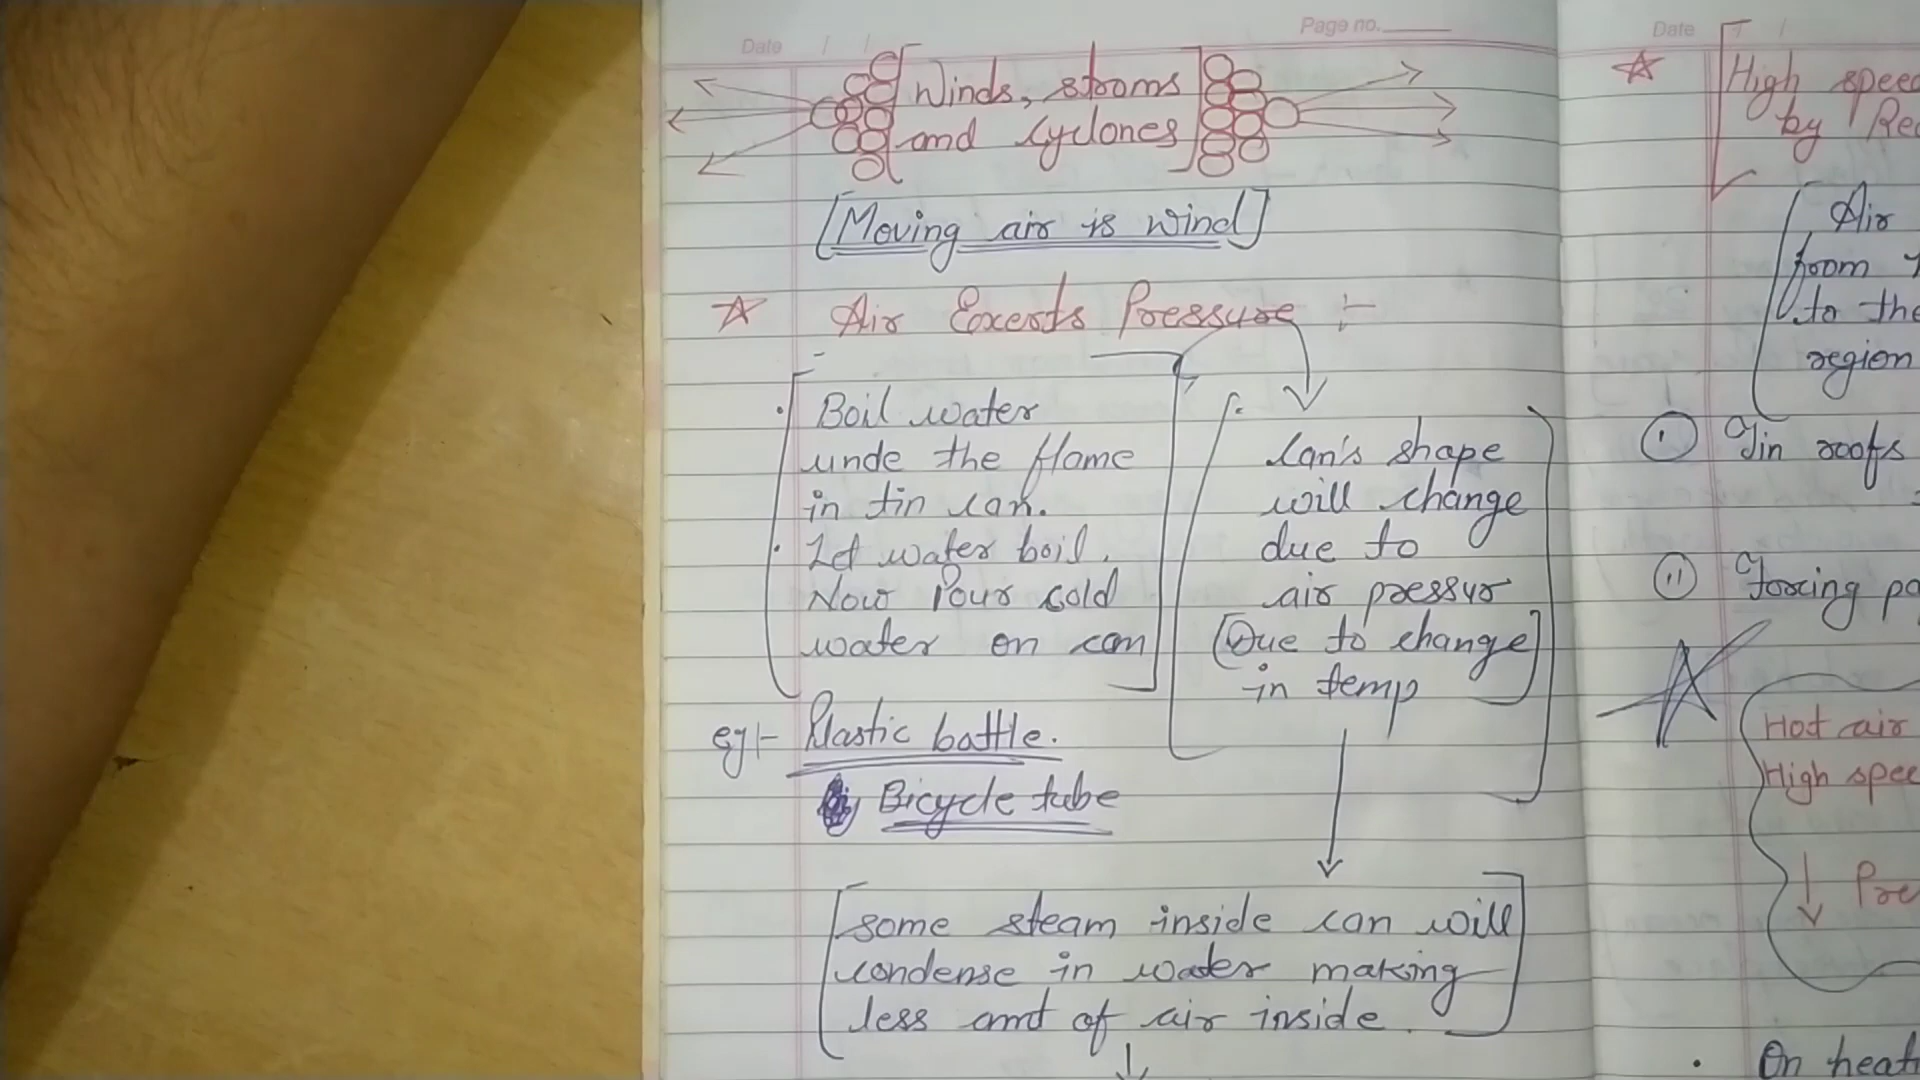 Date / /
Page no.
Winds, strooms
and cyclones
[Moving air is wind]
☆ Air Exerts Pressure :-
· Boil water
unde the flame
in tin can.
· Let water boil.
Now Pour cold
water on can
Can's shape
will change
due to
air pressur
[Due to change]
in temp
eg:- Plastic bottle.
Bicycle tube
[some steam inside can will
condense in water making
less amt of air inside.
Date / /
☆ High speed
by Re
Air
from
to the
region
(i) Tin roofs
(ii) Forcing
Hot air
High spee
↓ Pre
· On heat